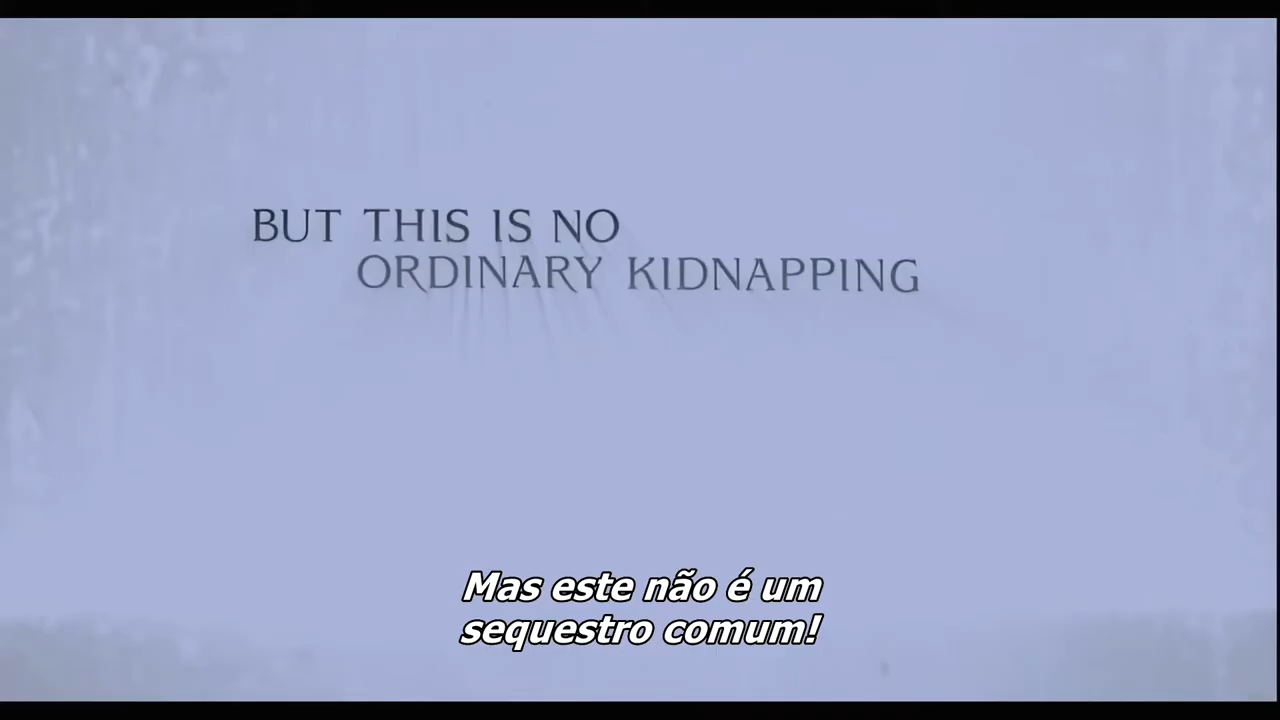 BUT THIS IS NO
ORDINARY KIDNAPPING
Mas este não é um
sequestro comum!